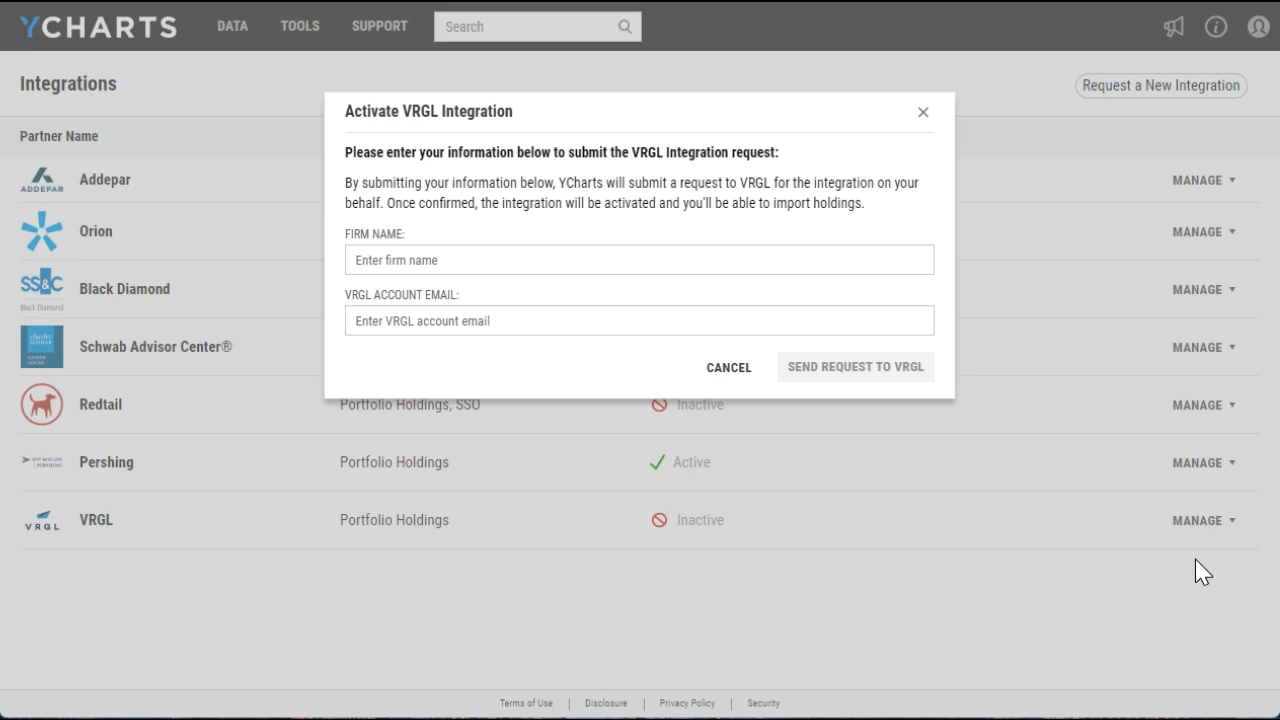 YCHARTS
DATA
TOOLS
SUPPORT
Search
Integrations
Request a New Integration
Activate VRGL Integration
Please enter your information below to submit the VRGL Integration request:
By submitting your information below, YCharts will submit a request to VRGL for the integration on your
behalf. Once confirmed, the integration will be activated and you'll be able to import holdings.
FIRM NAME:
Enter firm name
VRGL ACCOUNT EMAIL:
Enter VRGL account email
CANCEL
SEND REQUEST TO VRGL
Partner Name
ADDEPAR
Addepar
MANAGE
Orion
MANAGE
SS&C
Black Diamond
Black Diamond
MANAGE
charles
SCHWAB
Schwab Advisor Center®
MANAGE
Redtail
Portfolio Holdings, SSO
Inactive
MANAGE
Pershing
Portfolio Holdings
Active
MANAGE
VRGL
VRGL
Portfolio Holdings
Inactive
MANAGE
Terms of Use
Disclosure
Privacy Policy
Security